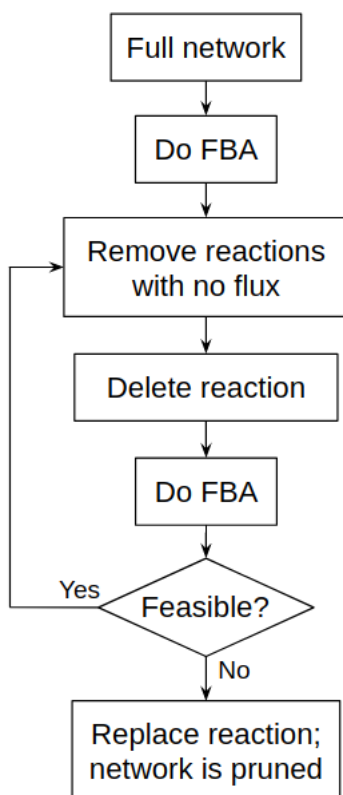 Full network
Do FBA
Remove reactions
with no flux
Delete reaction
Do FBA
Yes
Feasible?
No
Replace reaction;
network is pruned